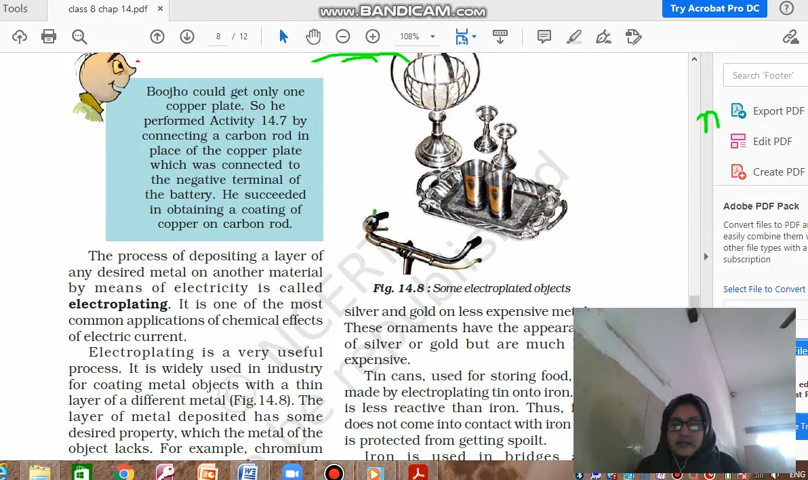 Tools
class 8 chap 14.pdf
×
www.BANDICAM.com
Try Acrobat Pro DC
8 / 12
108%
Boojho could get only one
copper plate. So he
performed Activity 14.7 by
connecting a carbon rod in
place of the copper plate
which was connected to
the negative terminal of
the battery. He succeeded
in obtaining a coating of
copper on carbon rod.
The process of depositing a layer of
any desired metal on another material
by means of electricity is called
electroplating. It is one of the most
common applications of chemical effects
of electric current.
Electroplating is a very useful
process. It is widely used in industry
for coating metal objects with a thin
layer of a different metal (Fig. 14.8). The
layer of metal deposited has some
desired property, which the metal of the
object lacks. For example, chromium
Fig. 14.8 : Some electroplated objects
silver and gold on less expensive
These ornaments have the
of silver or gold but are much
expensive.
Tin cans, used for storing food,
made by electroplating tin onto iron.
is less reactive than iron. Thus,
does not come into contact with iron
is protected from getting spoilt.
Iron is used in bridges
© NCERT
be republished
n
Search 'Footer'
Export PDF
Edit PDF
Create PDF
Adobe PDF Pack
Convert files to PDF an
easily combine them w
other file types with a
subscription
Select File to Convert
ENG